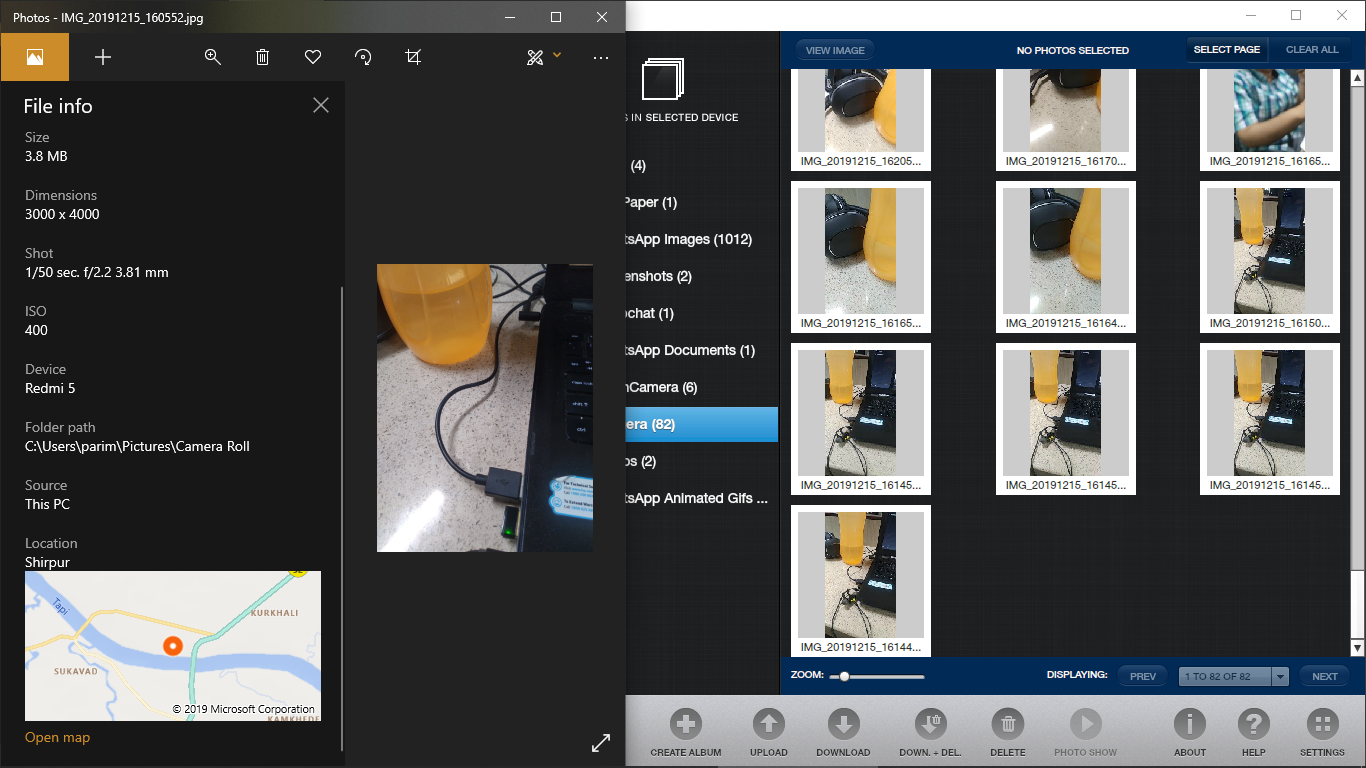 Photos - IMG_20191215_160552.jpg
File info
Size
3.8 MB
Dimensions
3000 x 4000
Shot
1/50 sec. f/2.2 3.81 mm
ISO
400
Device
Redmi 5
Folder path
C:\Users\parim\Pictures\Camera Roll
Source
This PC
Location
Shirpur
Tapi
KURKHALI
SUKAVAD
KAMKHEDE
© 2019 Microsoft Corporation
Open map
shift
ctrl
IN SELECTED DEVICE
(4)
Paper (1)
tsApp Images (1012)
enshots (2)
chat (1)
tsApp Documents (1)
nCamera (6)
era (82)
os (2)
tsApp Animated Gifs ...
VIEW IMAGE
NO PHOTOS SELECTED
SELECT PAGE
CLEAR ALL
IMG_20191215_16205...
IMG_20191215_16170...
IMG_20191215_16165...
IMG_20191215_16165...
IMG_20191215_16164...
IMG_20191215_16150...
IMG_20191215_16145...
IMG_20191215_16145...
IMG_20191215_16145...
IMG_20191215_16144...
ZOOM:
DISPLAYING:
PREV
1 TO 82 OF 82
NEXT
CREATE ALBUM
UPLOAD
DOWNLOAD
DOWN. + DEL.
DELETE
PHOTO SHOW
ABOUT
HELP
SETTINGS